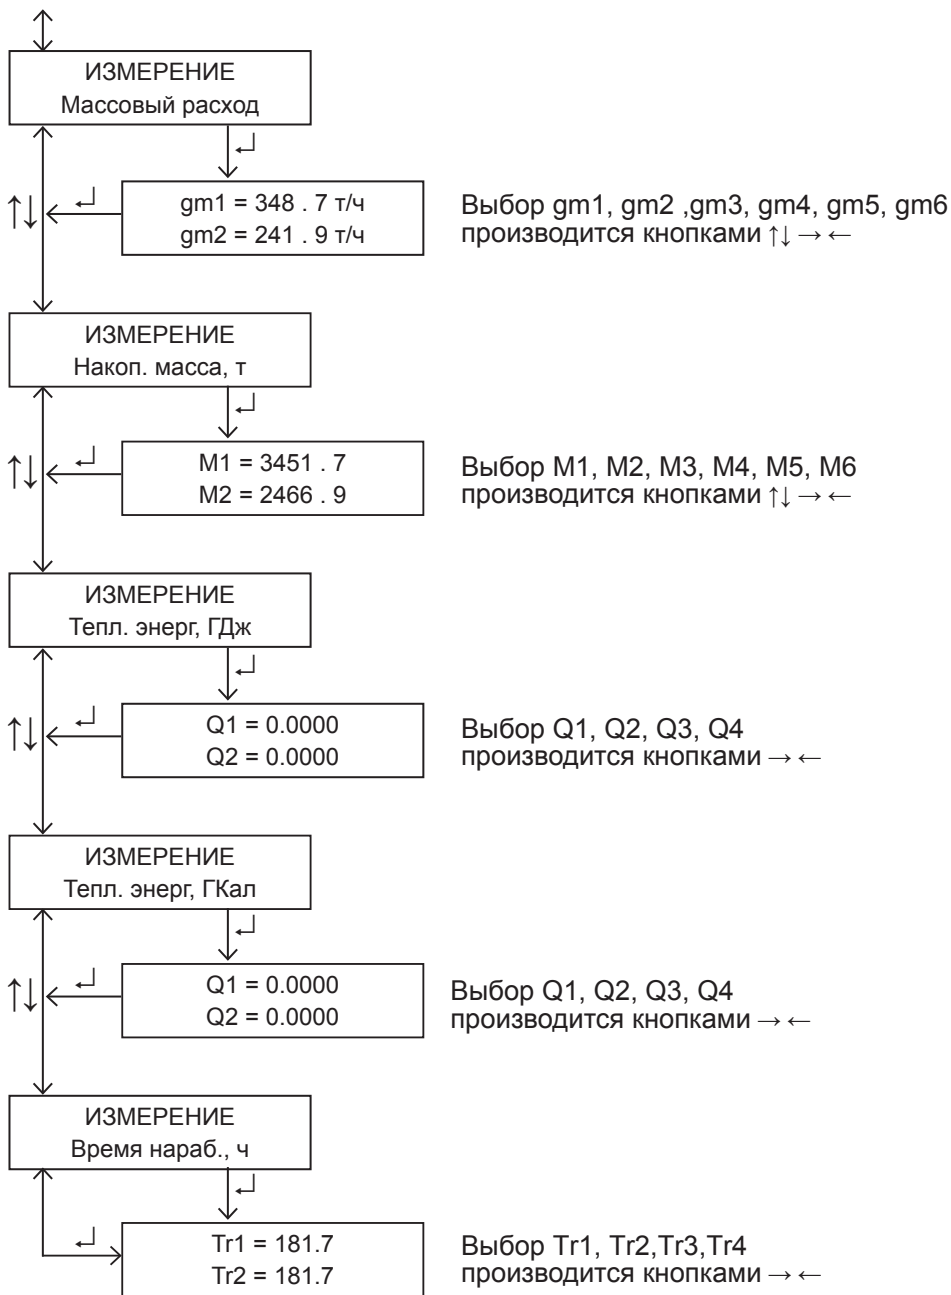 ИЗМЕРЕНИЕ
Массовый расход
↑↓
gm1 = 348 . 7 т/ч
gm2 = 241 . 9 т/ч
Выбор gm1, gm2 ,gm3, gm4, gm5, gm6
производится кнопками ↑↓ → ←
ИЗМЕРЕНИЕ
Накоп. масса, т
↑↓
M1 = 3451 . 7
M2 = 2466 . 9
Выбор M1, M2, M3, M4, M5, M6
производится кнопками ↑↓ → ←
ИЗМЕРЕНИЕ
Тепл. энерг, ГДж
↑↓
Q1 = 0.0000
Q2 = 0.0000
Выбор Q1, Q2, Q3, Q4
производится кнопками → ←
ИЗМЕРЕНИЕ
Тепл. энерг, ГКал
↑↓
Q1 = 0.0000
Q2 = 0.0000
Выбор Q1, Q2, Q3, Q4
производится кнопками → ←
ИЗМЕРЕНИЕ
Время нараб., ч
Tr1 = 181.7
Tr2 = 181.7
Выбор Tr1, Tr2,Tr3,Tr4
производится кнопками → ←